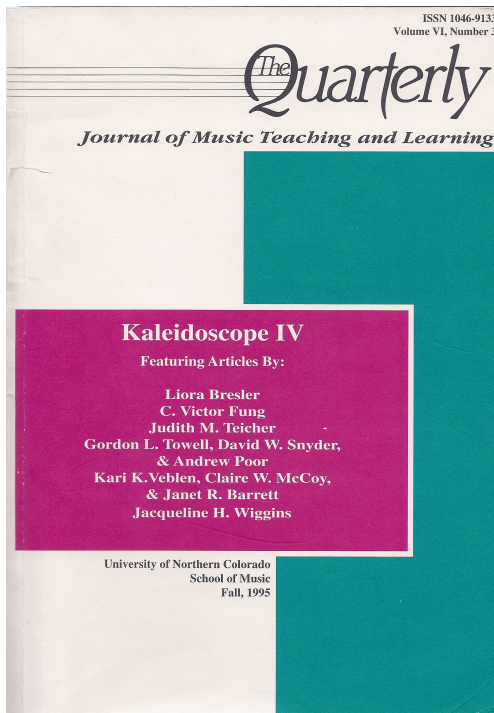 ISSN 1046-9133
Volume VI, Number 3
The Quarterly
Journal of Music Teaching and Learning
Kaleidoscope IV
Featuring Articles By:
Liora Bresler
C. Victor Fung
Judith M. Teicher
Gordon L. Towell, David W. Snyder,
& Andrew Poor
Kari K.Veblen, Claire W. McCoy,
& Janet R. Barrett
Jacqueline H. Wiggins
University of Northern Colorado
School of Music
Fall, 1995